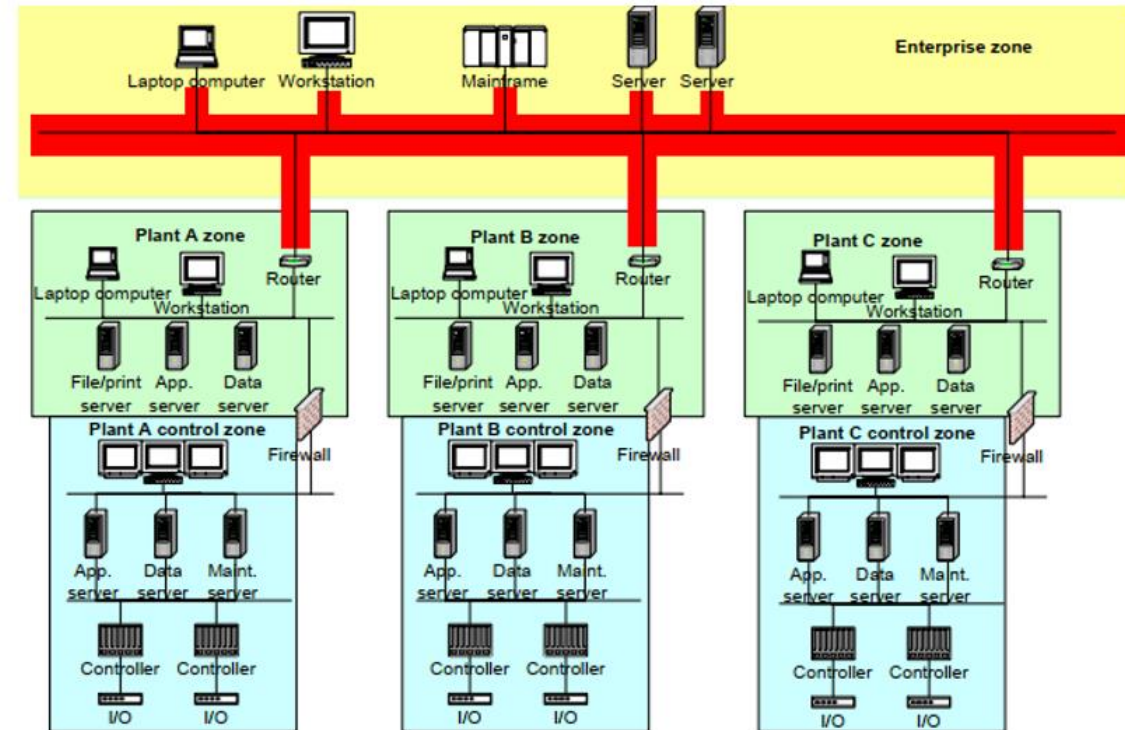 Enterprise zone
Laptop computer Workstation Mainframe Server Server
Plant A zone
Router
Laptop computer
Workstation
File/print App. Data
server server server
Plant A control zone
Firewall
App. Data Maint.
server server server
Controller Controller
I/O I/O
Plant B zone
Router
Laptop computer
Workstation
File/print App. Data
server server server
Plant B control zone
Firewall
App. Data Maint.
server server server
Controller Controller
I/O I/O
Plant C zone
Router
Laptop computer
Workstation
File/print App. Data
server server server
Plant C control zone
Firewall
App. Data Maint.
server server server
Controller Controller
I/O I/O